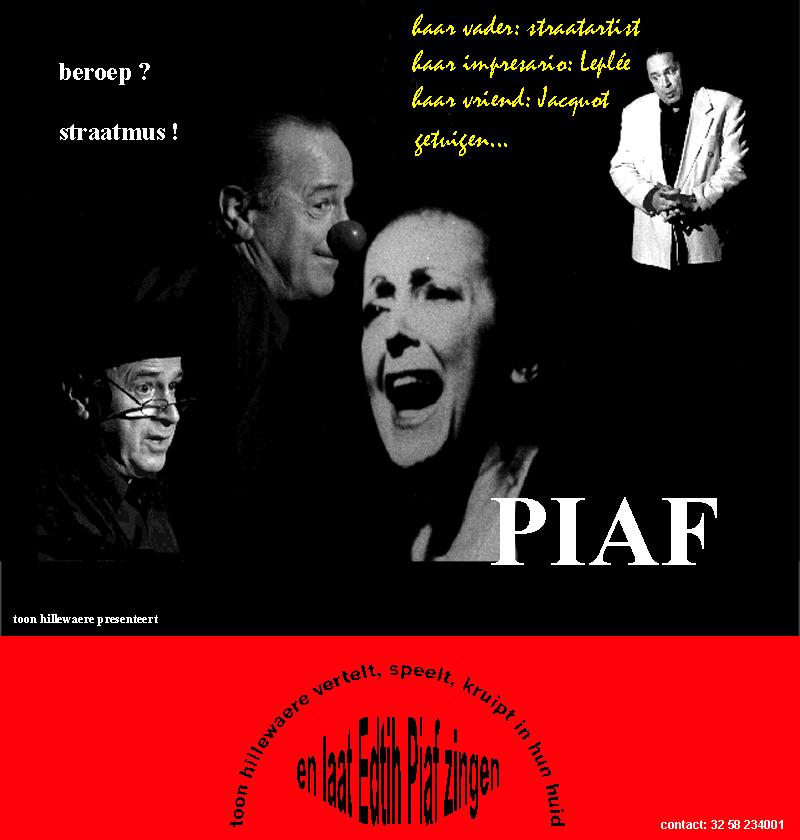 beroep ?
straatmus !
haar vader: straatartist
haar impresario: Leplée
haar vriend: Jacquot
getuigen...
PIAF
toon hillewaere presenteert
toon hillewaere vertelt, speelt, kruipt in hun huid
en laat Edtih Piaf zingen
contact: 32 58 234001